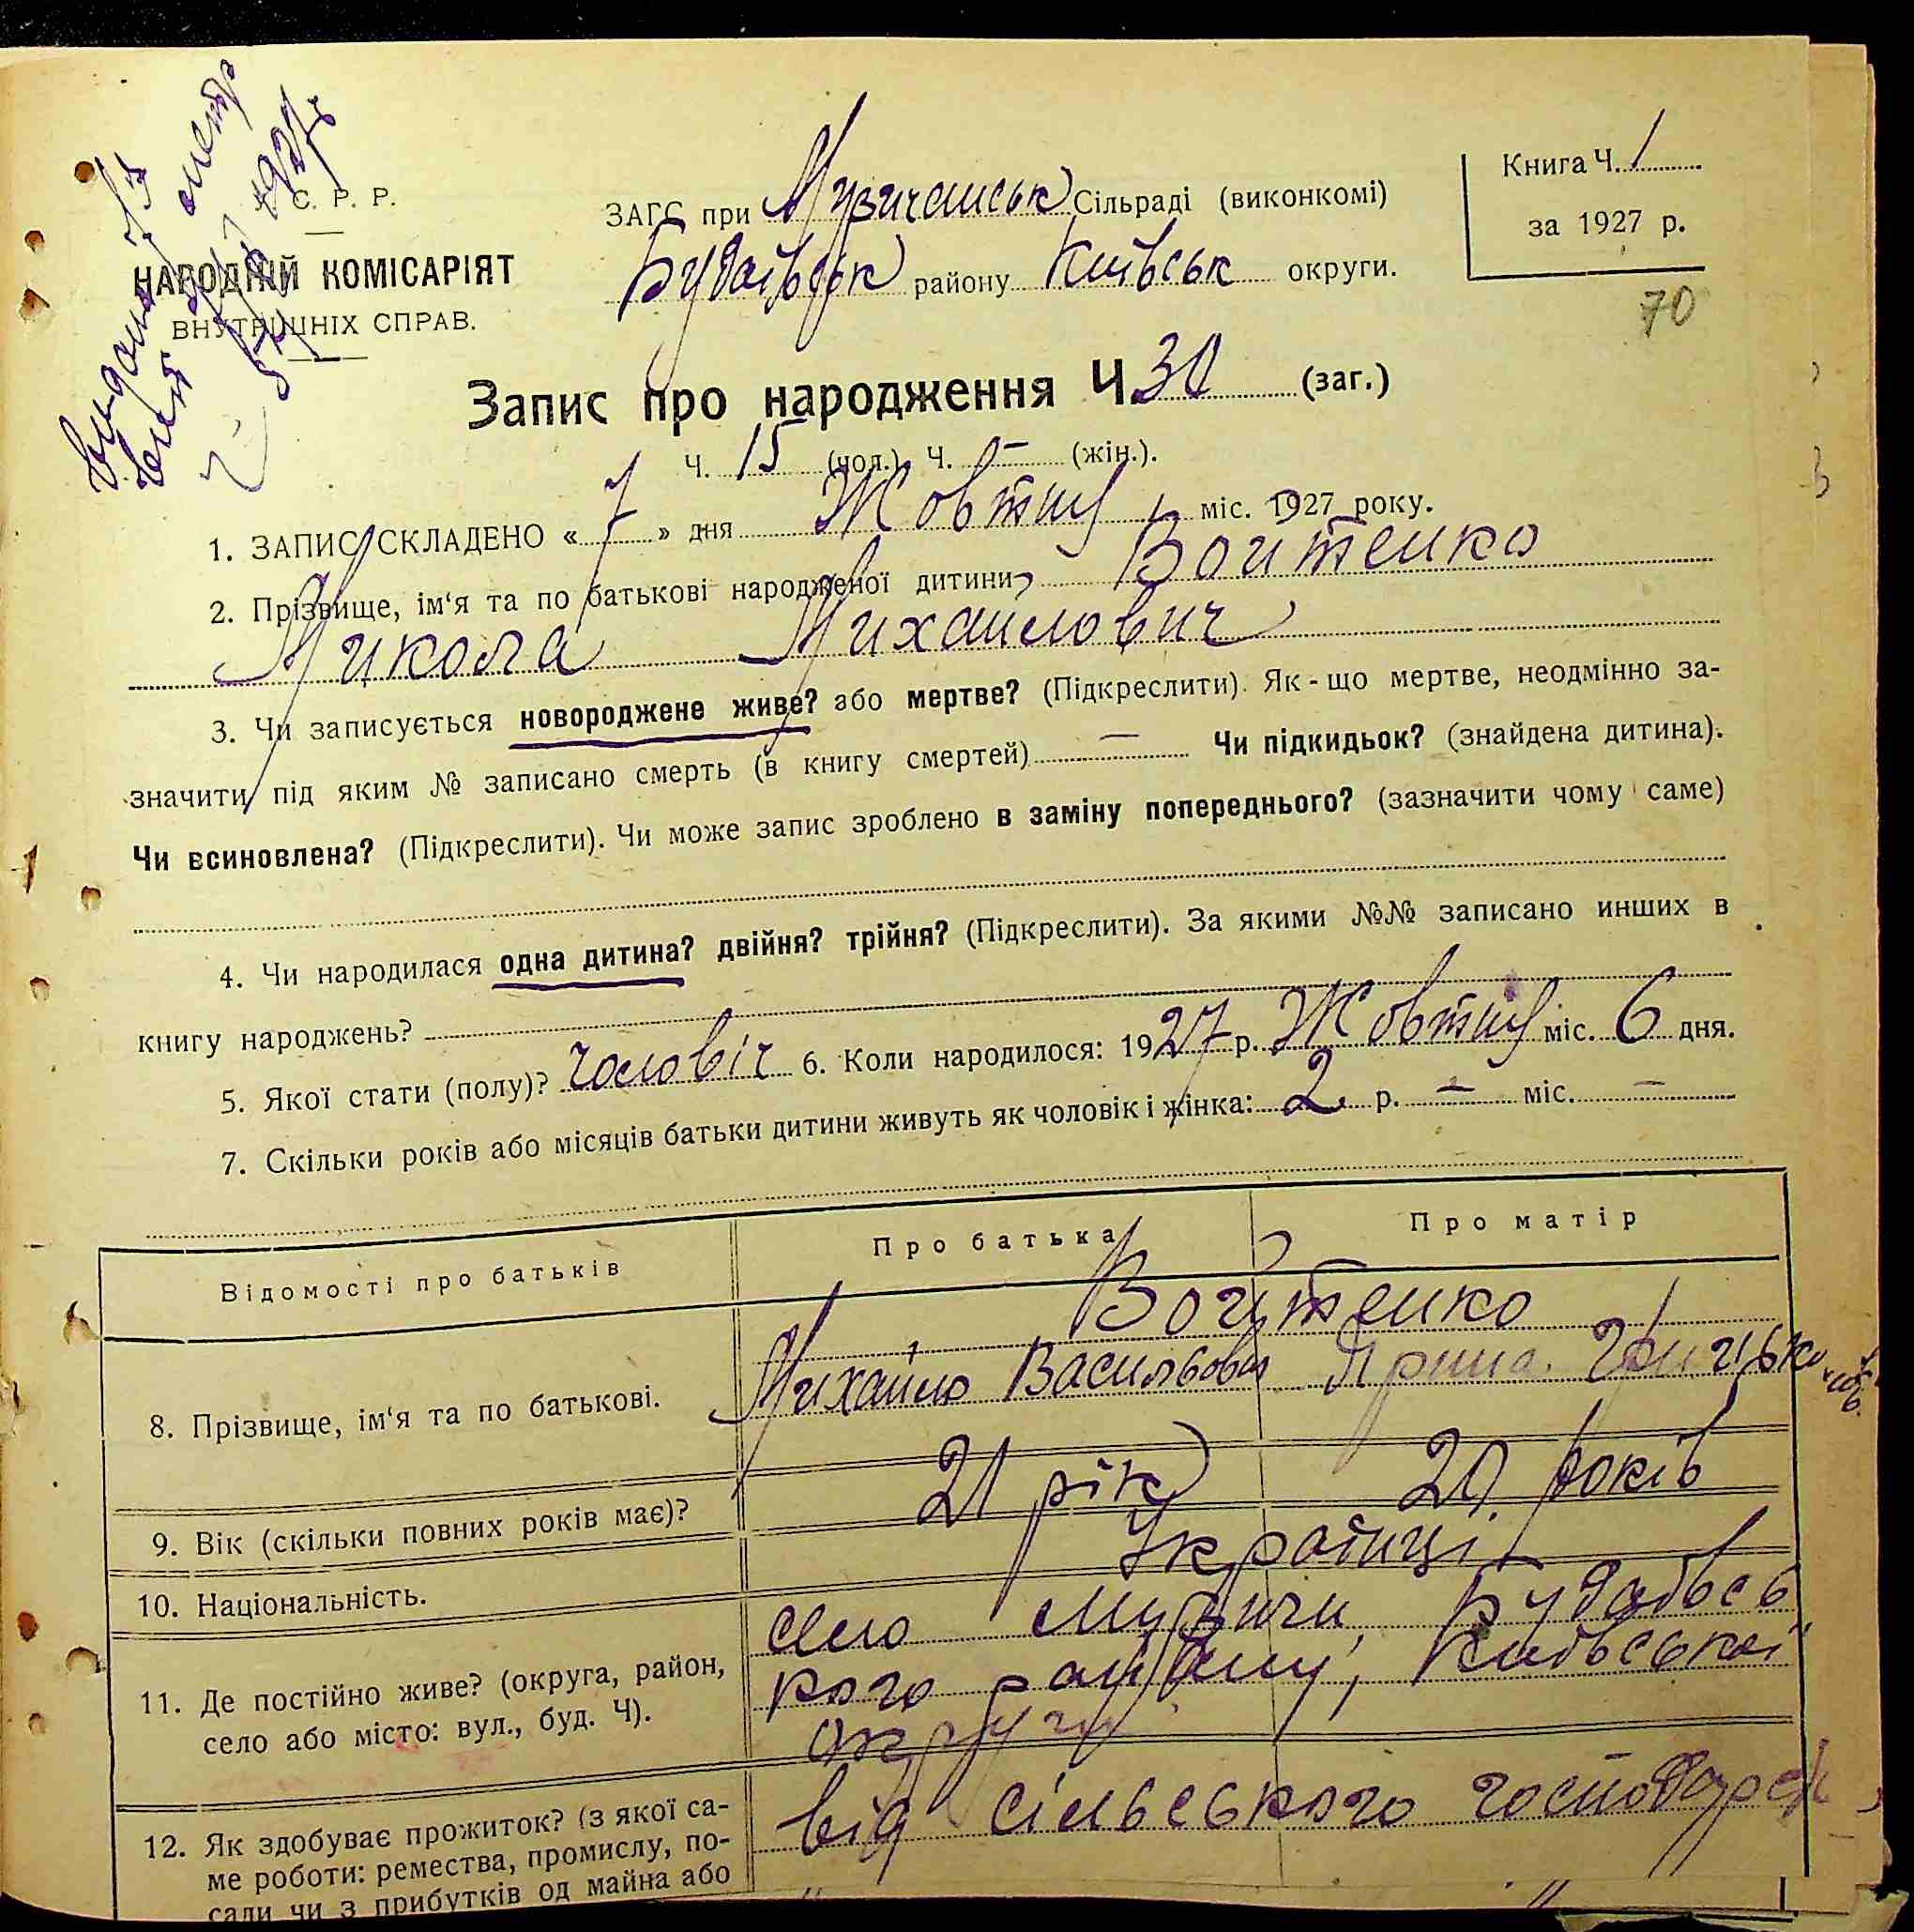 С. Р. Р.
НАРОДНІЙ КОМІСАРІЯТ
ВНУТРІШНІХ СПРАВ.
ЗАГС при Музичанськ Сільраді (виконкомі)
Будаївськ району Київськ округи.
Книга Ч. 1
за 1927 р.
70
Запис про народження Ч. 30 (заг.)
Ч. 15 (чол.) Ч. — (жін.).
1. ЗАПИС СКЛАДЕНО « 7 » дня Жовтня міс. 1927 року.
2. Прізвище, ім'я та по батькові народженої дитини Войтенко
Микола Михайлович
3. Чи записується новороджене живе? або мертве? (Підкреслити). Як-що мертве, неодмінно за-
значити під яким № записано смерть (в книгу смертей) — Чи підкидьок? (знайдена дитина).
Чи всиновлена? (Підкреслити). Чи може запис зроблено в заміну попереднього? (зазначити чому саме)
4. Чи народилася одна дитина? двійня? трійня? (Підкреслити). За якими №№ записано инших в
книгу народжень?
5. Якої стати (полу)? чоловіч 6. Коли народилося: 1927 р. Жовтня міс. 6 дня.
7. Скільки років або місяців батьки дитини живуть як чоловік і жінка: 2 р. — міс. —
Відомості про батьків Про батька Про матір
Войтенко
8. Прізвище, ім'я та по батькові. Михайло Васильович Ярина
9. Вік (скільки повних років має)? 21 рік 20 років
10. Національність. Українці
11. Де постійно живе? (округа, район,
село або місто: вул., буд. Ч).
село Музичи, Будаївсь
кого району, Київської
округи
12. Як здобуває прожиток? (з якої са-
ме роботи: ремества, промислу, по-
сади чи з прибутків од майна або
від сільського господарст
" "